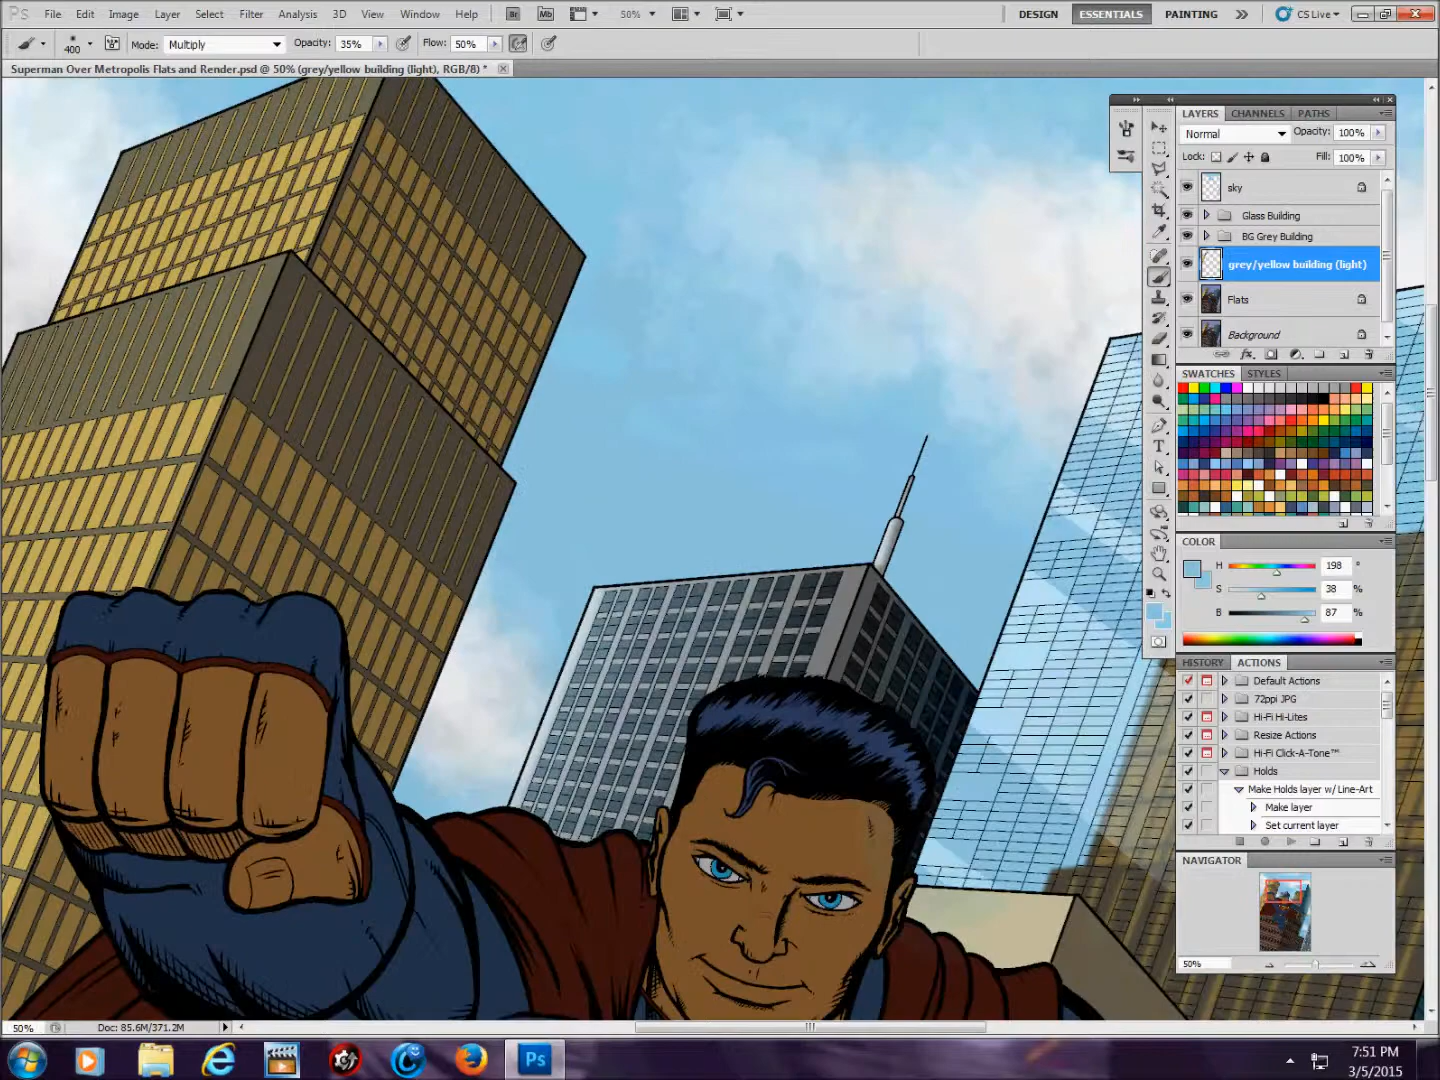 Ps File Edit Image Layer Select Filter Analysis 3D View Window Help Br Mb 50% DESIGN ESSENTIALS PAINTING CS Live
400 Mode: Multiply Opacity: 35% Flow: 50%
Superman Over Metropolis Flats and Render.psd @ 50% (grey/yellow building (light), RGB/8) *
LAYERS CHANNELS PATHS
Normal Opacity: 100%
Lock: Fill: 100%
sky
Glass Building
BG Grey Building
grey/yellow building (light)
Flats
Background
SWATCHES STYLES
COLOR
H 198 °
S 38 %
B 87 %
HISTORY ACTIONS
Default Actions
72ppi JPG
Hi-Fi Hi-Lites
Resize Actions
Hi-Fi Click-A-Tone™
Holds
Make Holds layer w/ Line-Art
Make layer
Set current layer
NAVIGATOR
50%
50% Doc: 85.6M/371.2M
Ps
7:51 PM
3/5/2015